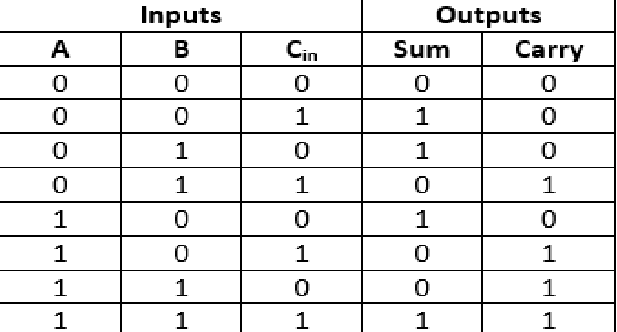 Inputs Outputs
A B Cin Sum Carry
0 0 0 0 0
0 0 1 1 0
0 1 0 1 0
0 1 1 0 1
1 0 0 1 0
1 0 1 0 1
1 1 0 0 1
1 1 1 1 1